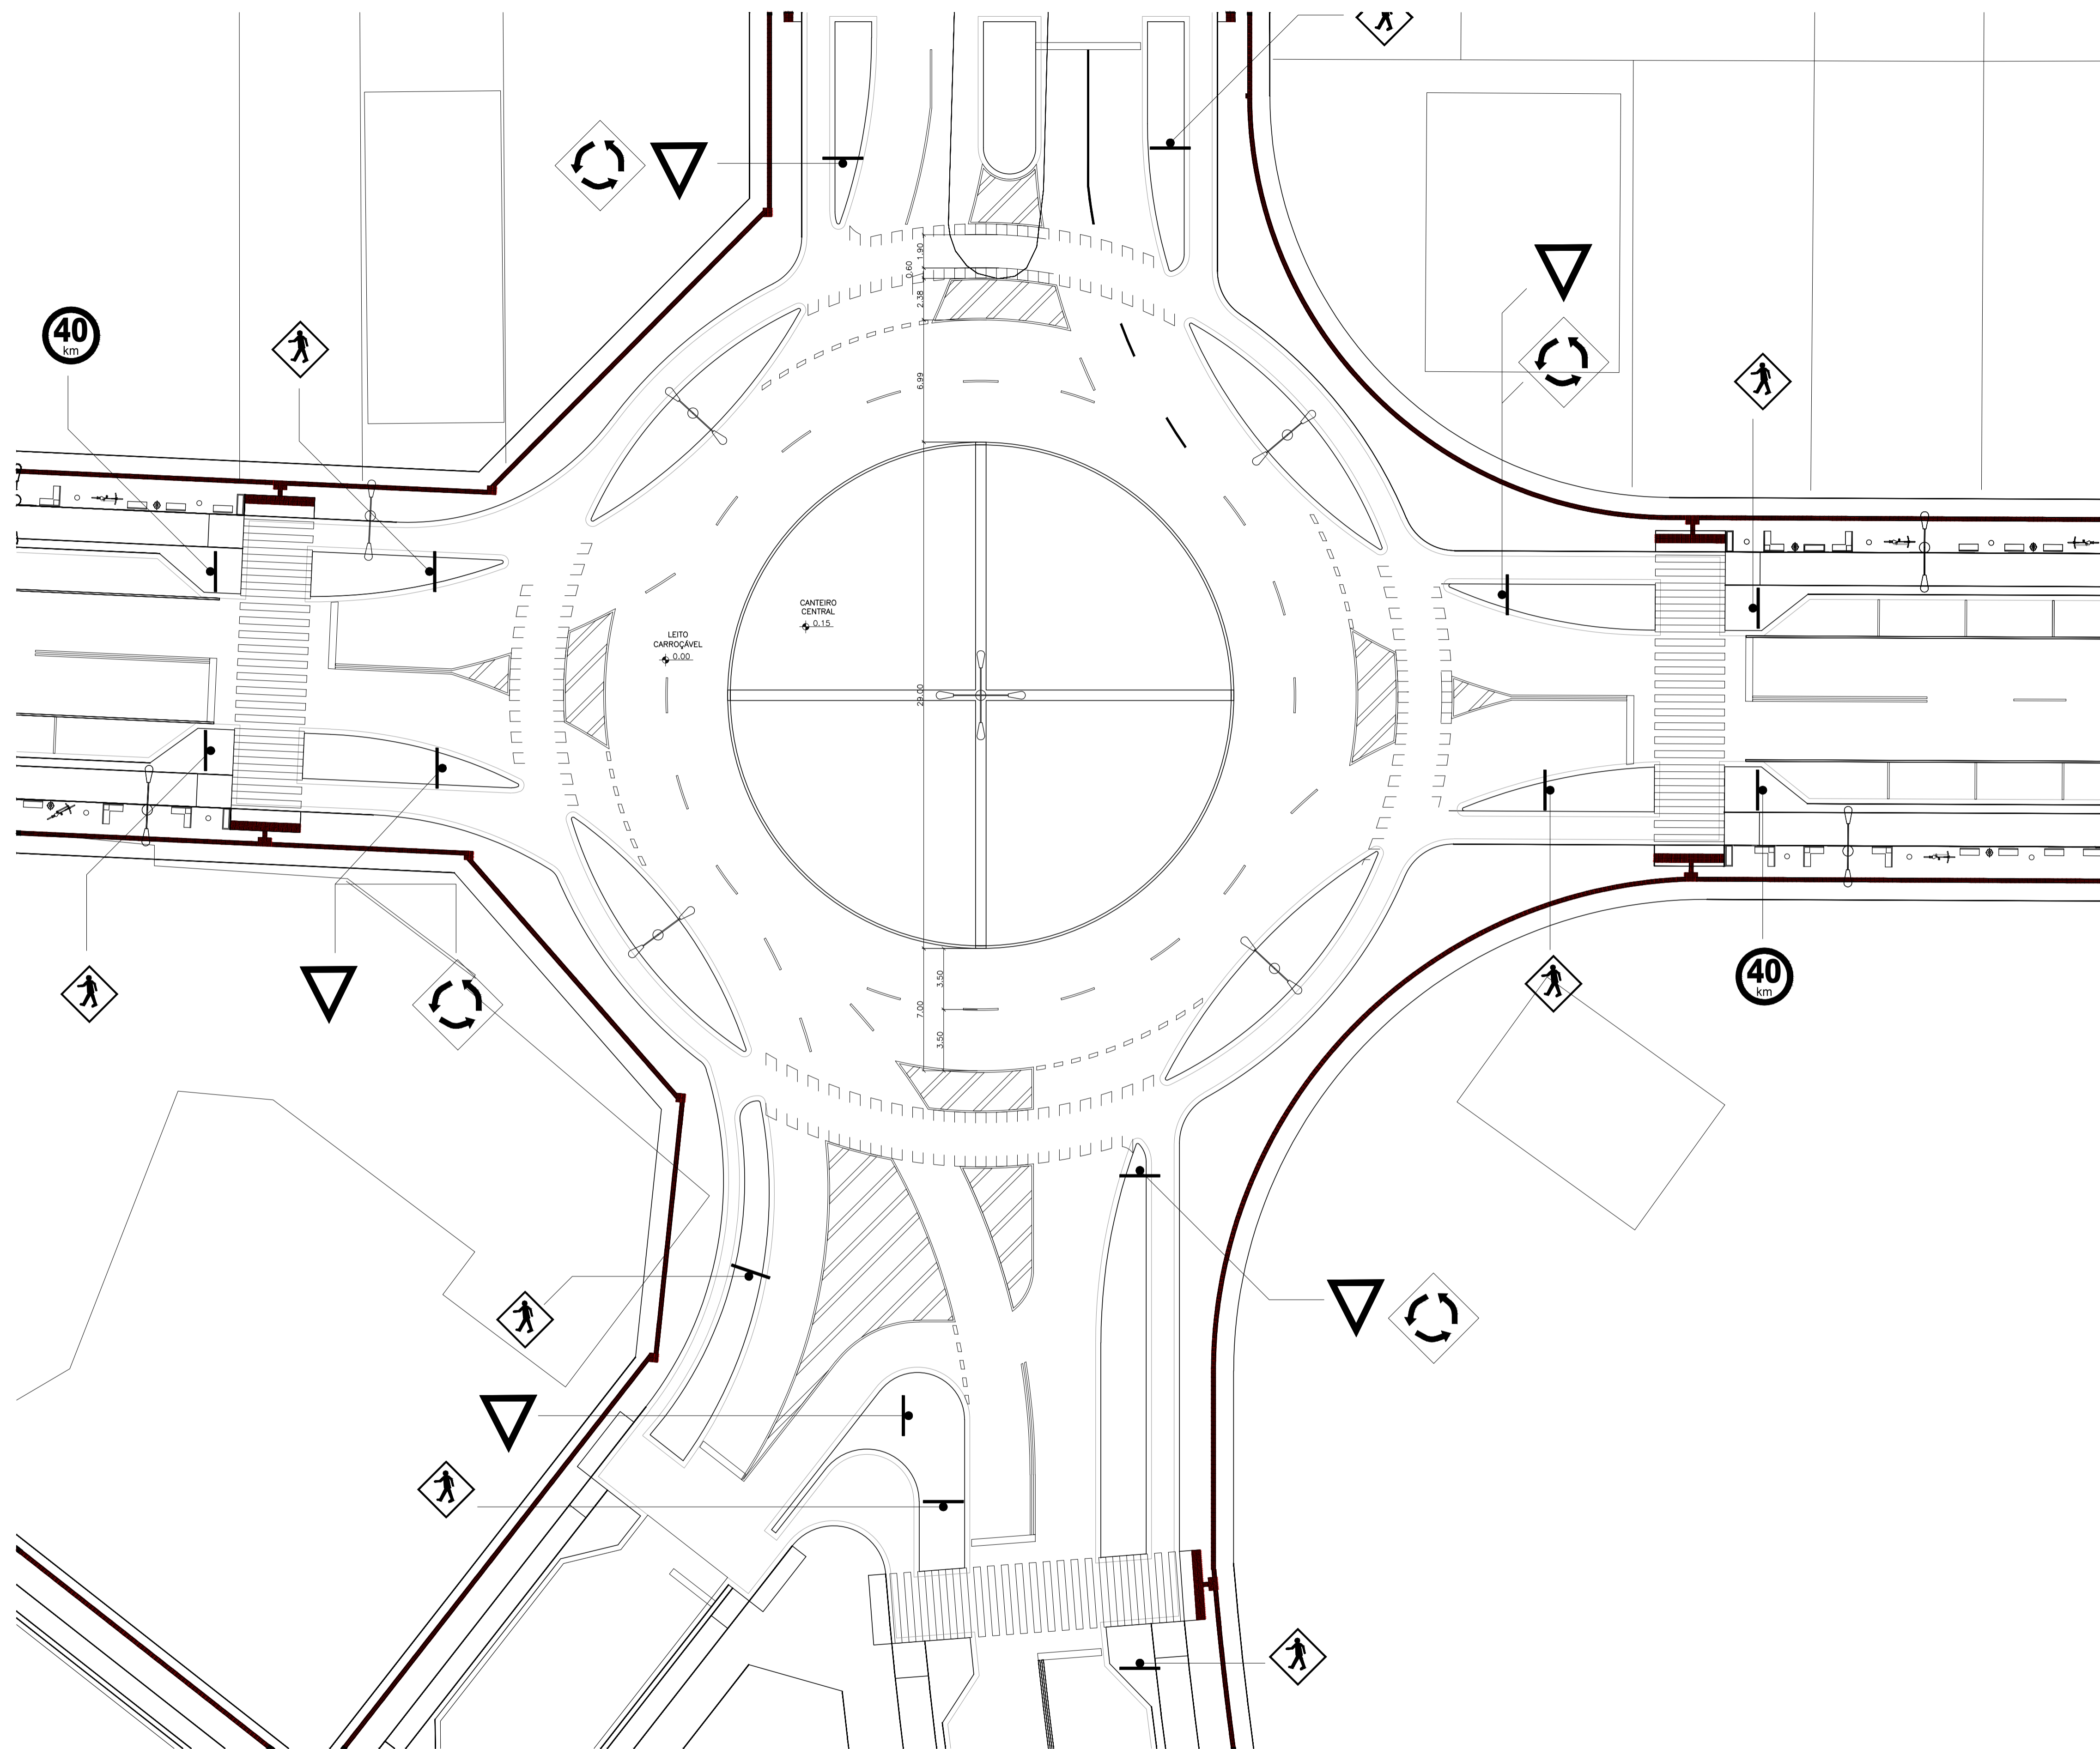 1.90
0.60
2.38
40
km
6.99
CANTEIRO
CENTRAL
0.15
LEITO
CARROÇÁVEL
0.00
29.00
3.50
7.00
3.50
40
km